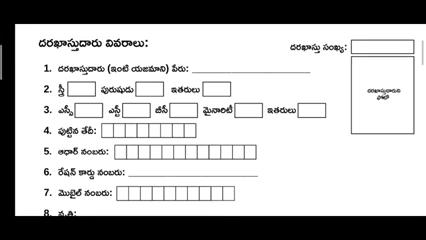 దరఖాస్తుదారు వివరాలు:
దరఖాస్తు సంఖ్య:
1. దరఖాస్తుదారు (ఇంటి యజమాని) పేరు:
దరఖాస్తుదారుని
ఫోటో
2. స్త్రీ పురుషుడు ఇతరులు
3. ఎస్సీ ఎస్టీ బీసీ మైనారిటీ ఇతరులు
4. పుట్టిన తేదీ:
5. ఆధార్ నంబరు:
6. రేషన్ కార్డు నంబరు:
7. మొబైల్ నంబరు:
8. వృత్తి: